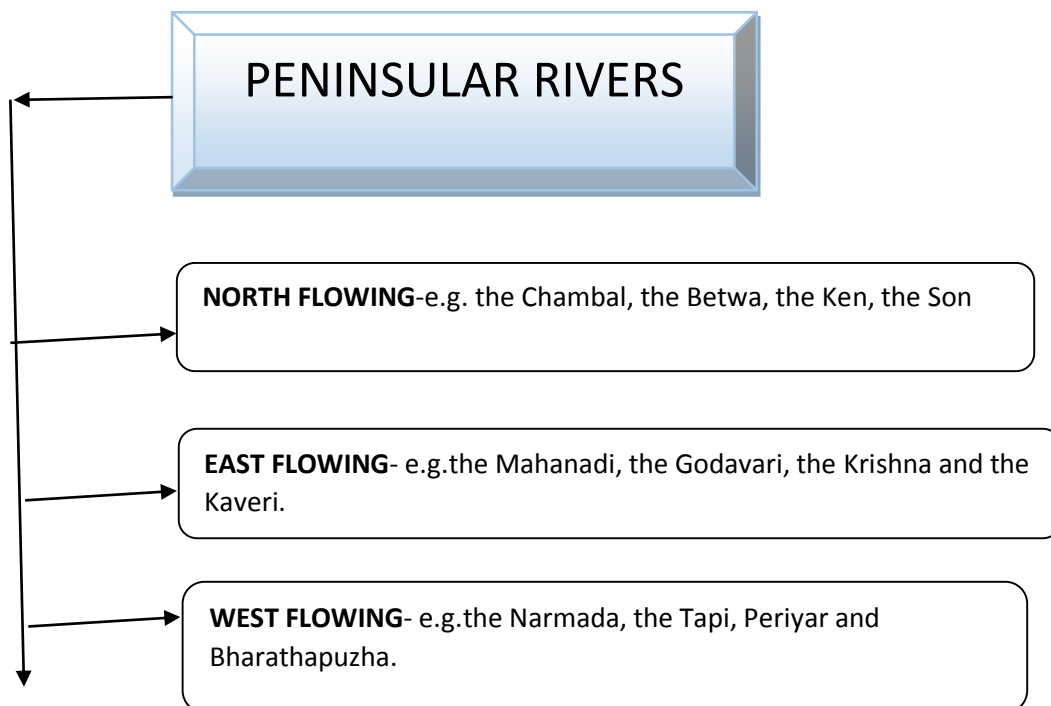 PENINSULAR RIVERS
NORTH FLOWING-e.g. the Chambal, the Betwa, the Ken, the Son
EAST FLOWING- e.g.the Mahanadi, the Godavari, the Krishna and the
Kaveri.
WEST FLOWING- e.g.the Narmada, the Tapi, Periyar and
Bharathapuzha.